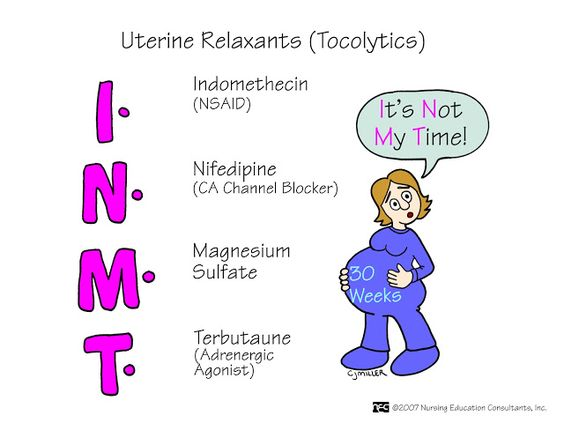 Uterine Relaxants (Tocolytics)
I.
Indomethecin
(NSAID)
It's Not
My Time!
N.
Nifedipine
(CA Channel Blocker)
M.
Magnesium
Sulfate
30
Weeks
T.
Terbutaune
(Adrenergic
Agonist)
CJMILLER
NEC ©2007 Nursing Education Consultants, Inc.